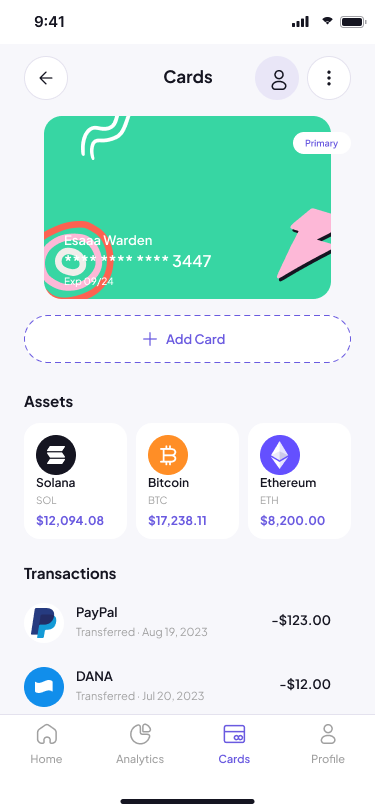 9:41
Cards
Primary
Esaaa Warden
**** **** **** 3447
Exp 09/24
Add Card
Assets
Solana
SOL
$12,094.08
Bitcoin
BTC
$17,238.11
Ethereum
ETH
$8,200.00
Transactions
PayPal
Transferred · Aug 19, 2023
-$123.00
DANA
Transferred · Jul 20, 2023
-$12.00
Home
Analytics
Cards
Profile